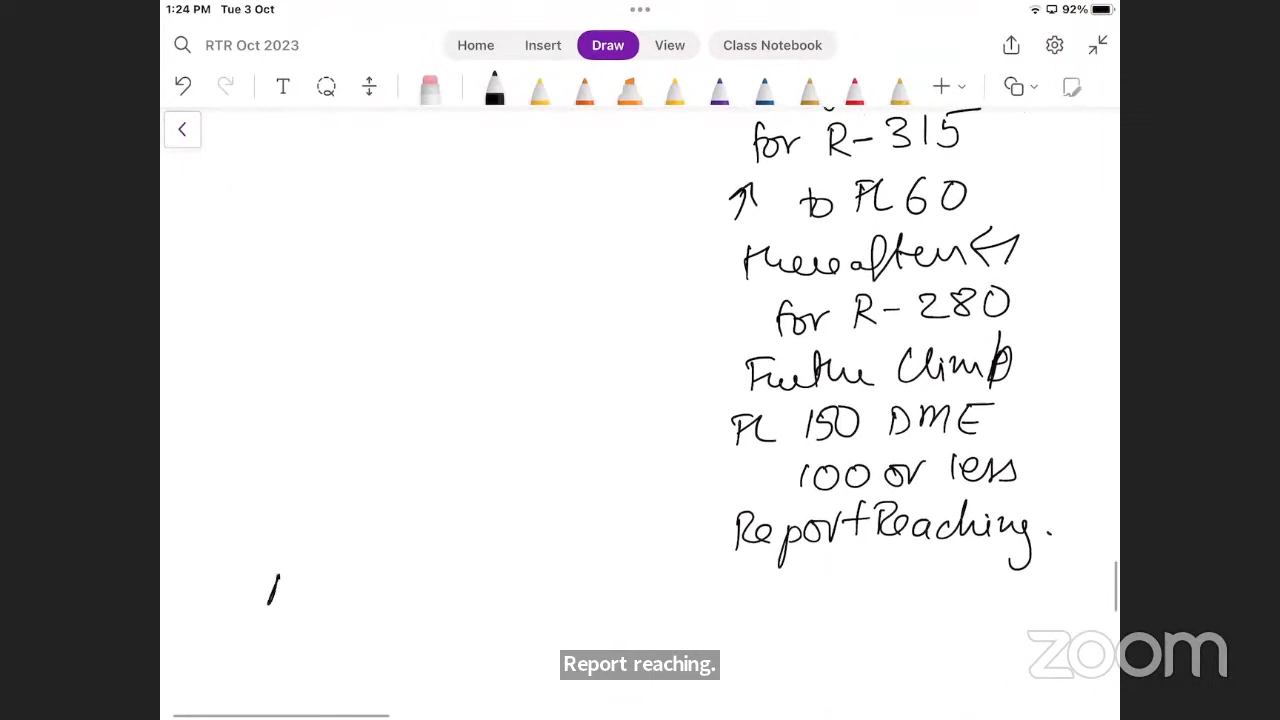 1:24 PM Tue 3 Oct
92%
RTR Oct 2023
Home Insert Draw View Class Notebook
T
for R-315
↗ to FL 60
thereafter ↰
for R-280
Further Climb
FL 150 DME
100 or less
Report Reaching.
Report reaching.
zoom